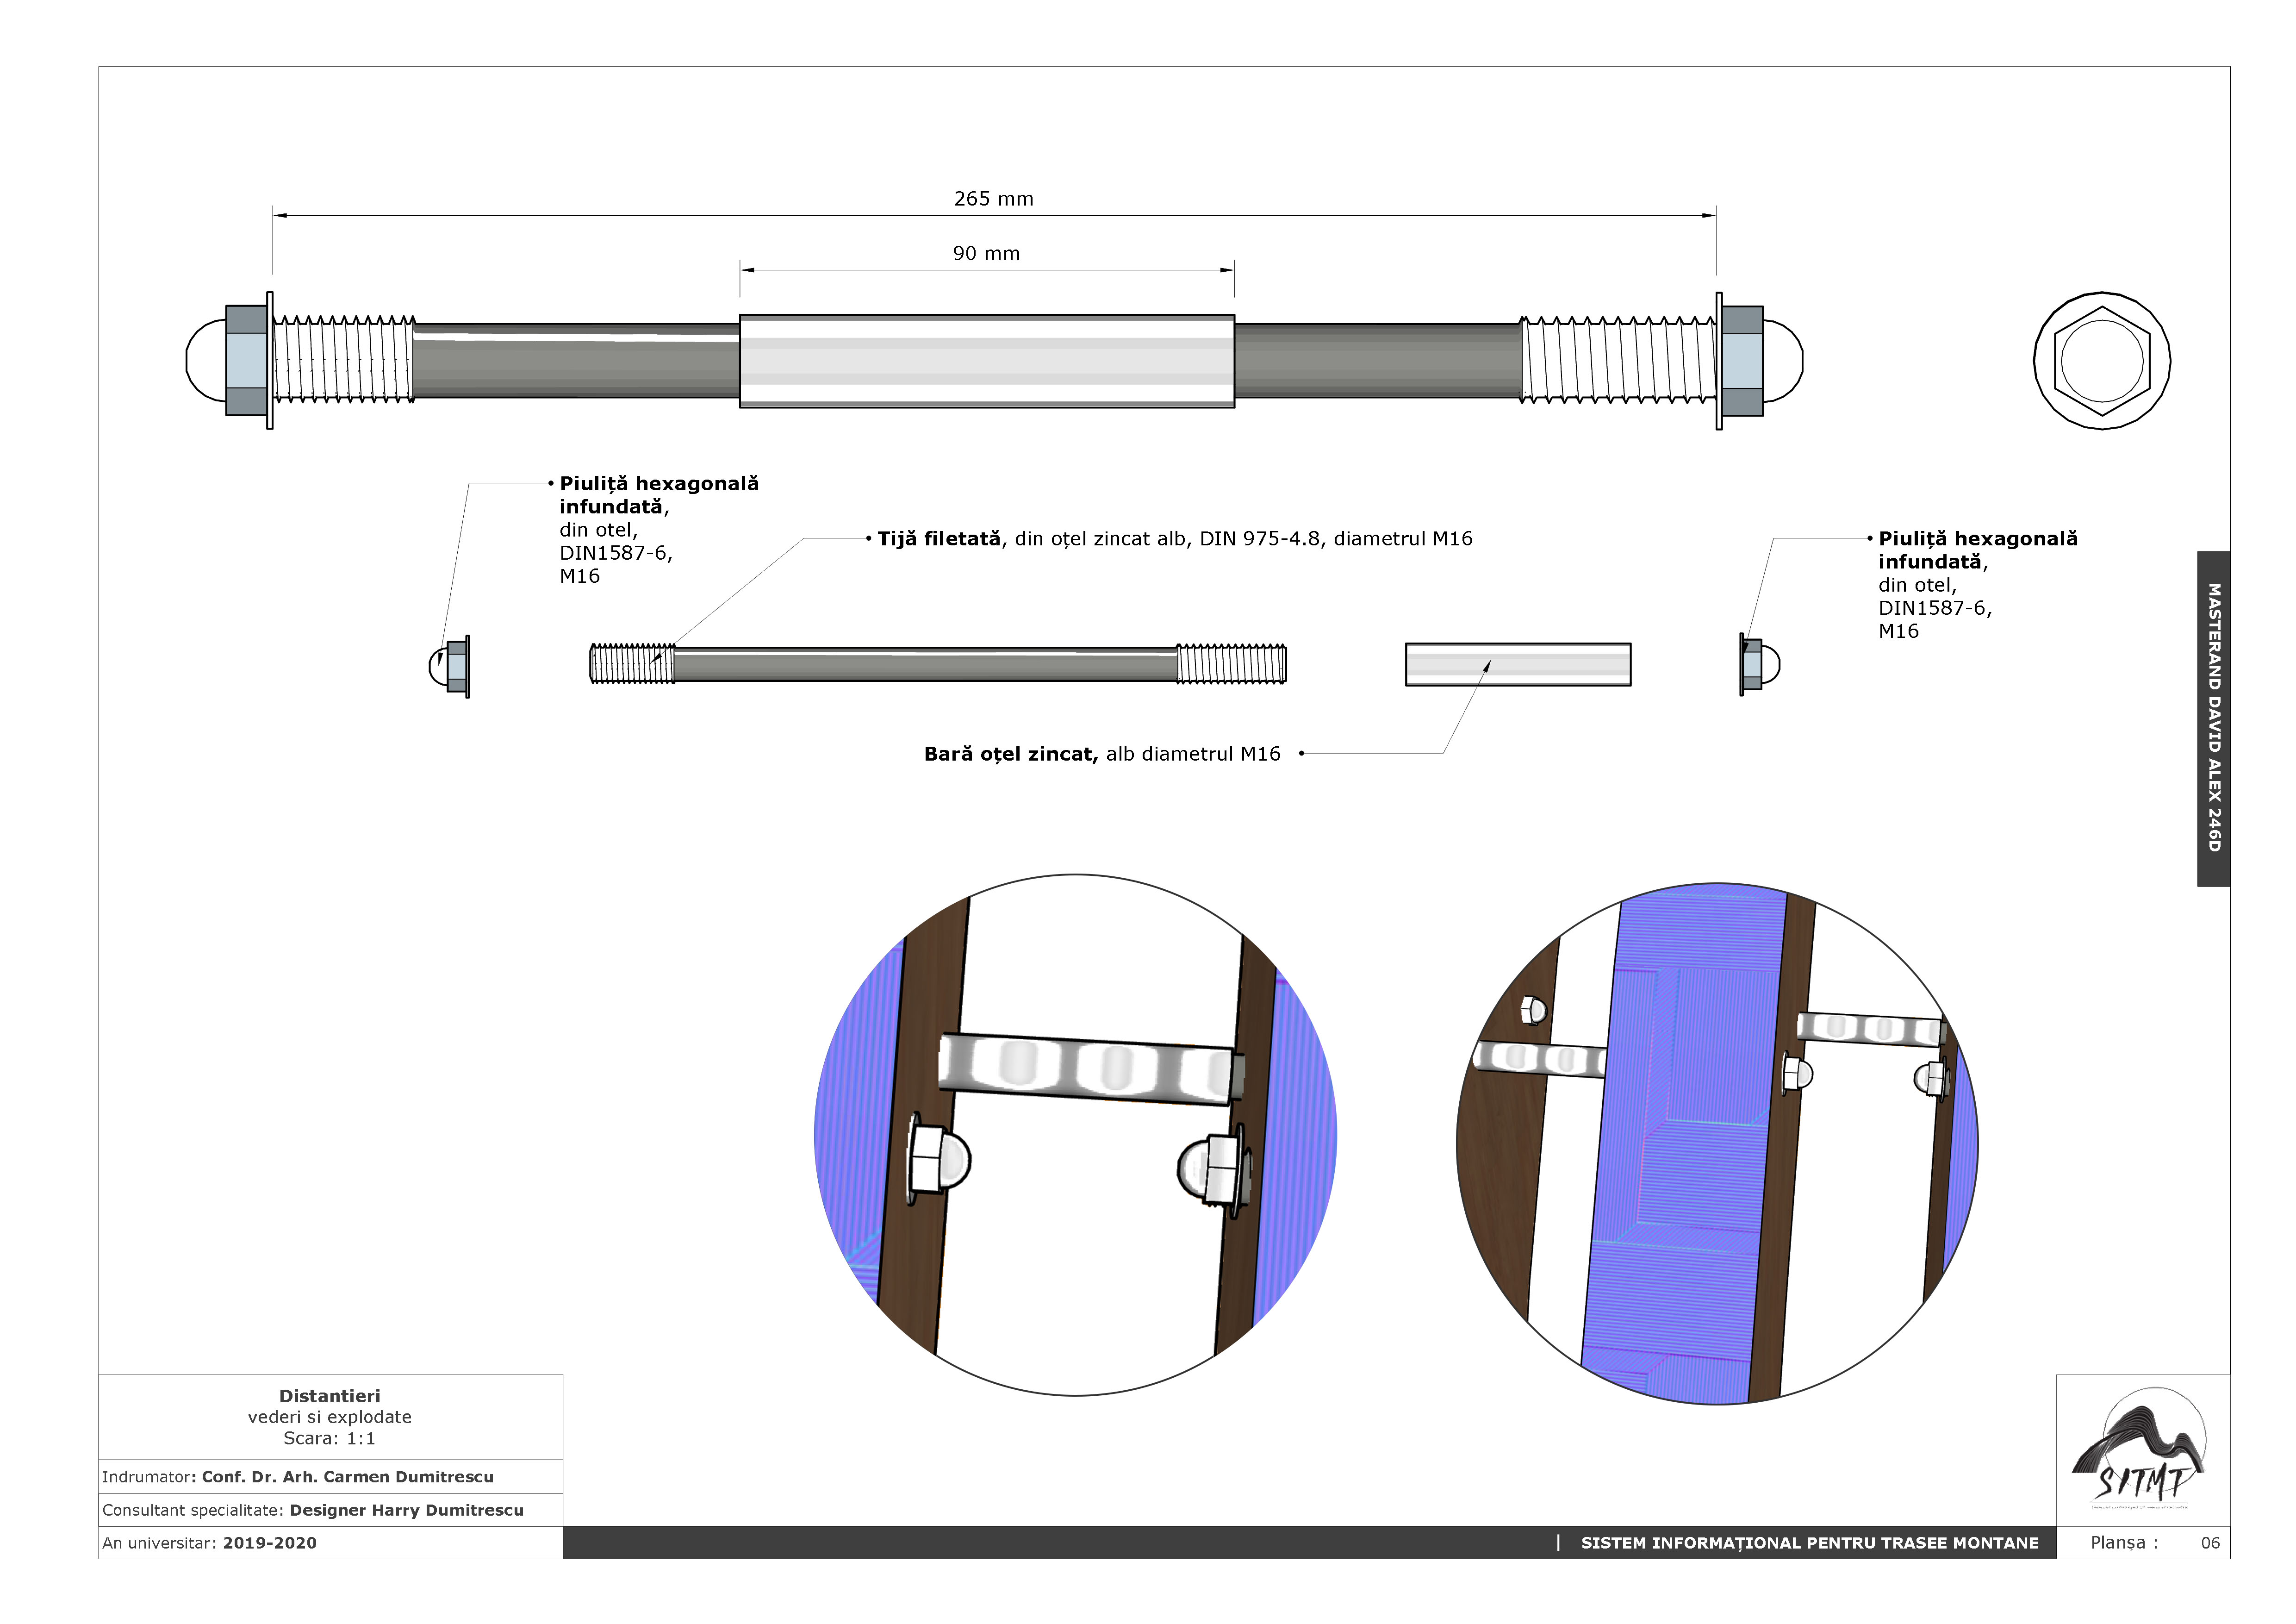 265 mm
90 mm
Piuliță hexagonală
infundată,
din otel,
DIN1587-6,
M16
Tijă filetată, din oțel zincat alb, DIN 975-4.8, diametrul M16
Piuliță hexagonală
infundată,
din otel,
DIN1587-6,
M16
Bară oțel zincat, alb diametrul M16
MASTERAND DAVID ALEX 246D
Distantieri
vederi si explodate
Scara: 1:1
Indrumator: Conf. Dr. Arh. Carmen Dumitrescu
Consultant specialitate: Designer Harry Dumitrescu
An universitar: 2019-2020
| SISTEM INFORMAȚIONAL PENTRU TRASEE MONTANE
SITMT
Planșa : 06